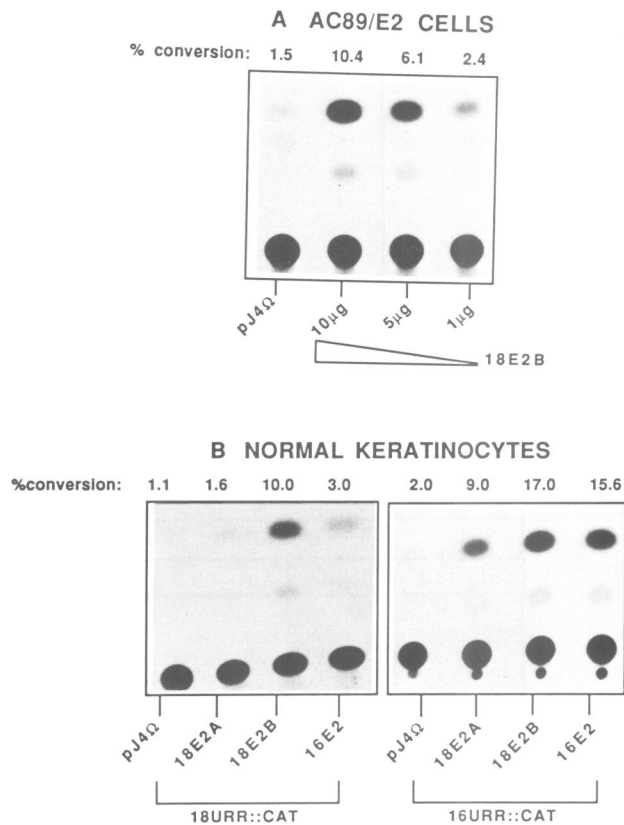 A AC89/E2 CELLS
% conversion: 1.5 10.4 6.1 2.4
pJ4Ω 10µg 5µg 1µg
18E2B
B NORMAL KERATINOCYTES
%conversion: 1.1 1.6 10.0 3.0 2.0 9.0 17.0 15.6
pJ4Ω 18E2A 18E2B 16E2 pJ4Ω 18E2A 18E2B 16E2
18URR::CAT 16URR::CAT